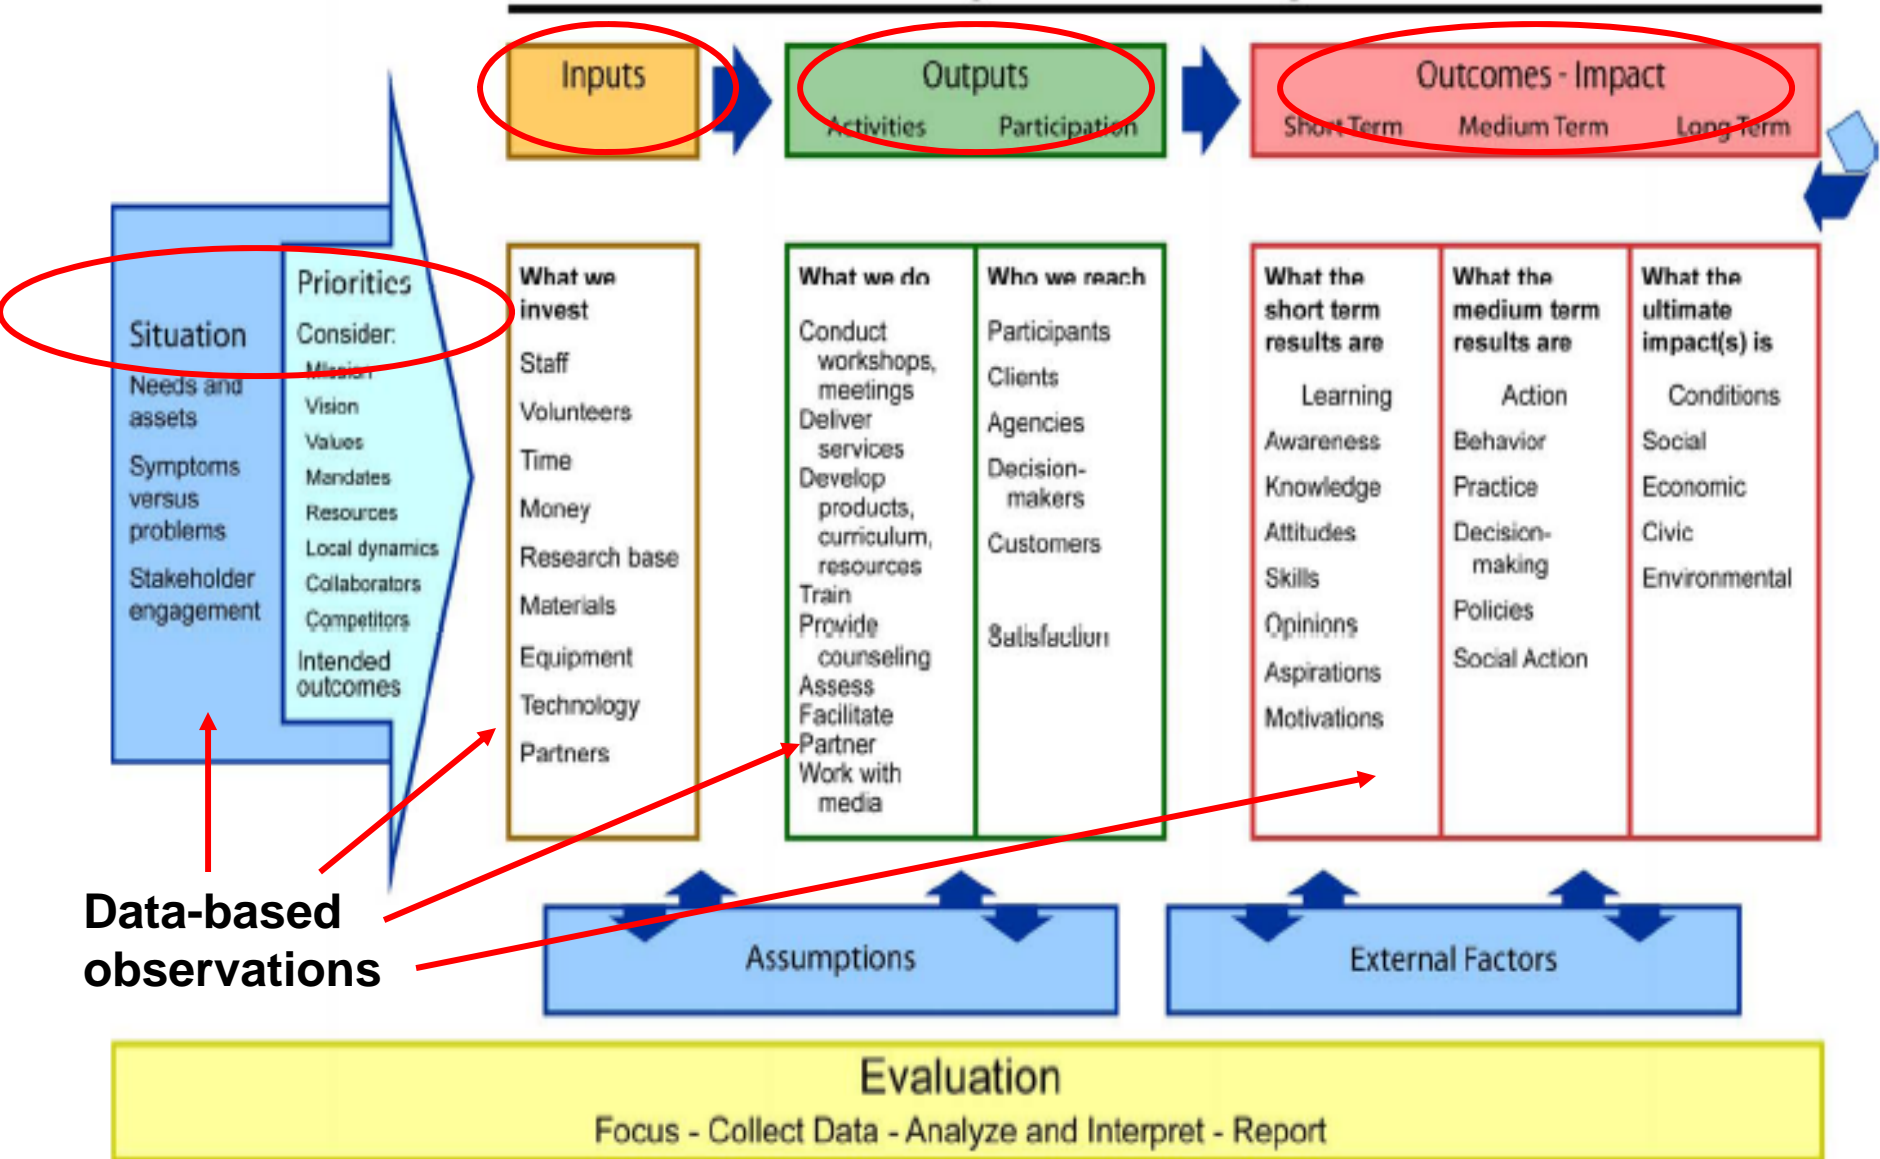 Inputs
Outputs
Activities Participation
Outcomes - Impact
Short Term Medium Term Long Term
Situation
Needs and
assets
Symptoms
versus
problems
Stakeholder
engagement
Priorities
Consider:
Mission
Vision
Values
Mandates
Resources
Local dynamics
Collaborators
Competitors
Intended
outcomes
What we
invest
Staff
Volunteers
Time
Money
Research base
Materials
Equipment
Technology
Partners
What we do
Conduct
workshops,
meetings
Deliver
services
Develop
products,
curriculum,
resources
Train
Provide
counseling
Assess
Facilitate
Partner
Work with
media
Who we reach
Participants
Clients
Agencies
Decision-
makers
Customers
Satisfaction
What the
short term
results are
Learning
Awareness
Knowledge
Attitudes
Skills
Opinions
Aspirations
Motivations
What the
medium term
results are
Action
Behavior
Practice
Decision-
making
Policies
Social Action
What the
ultimate
impact(s) is
Conditions
Social
Economic
Civic
Environmental
Data-based
observations
Assumptions
External Factors
Evaluation
Focus - Collect Data - Analyze and Interpret - Report